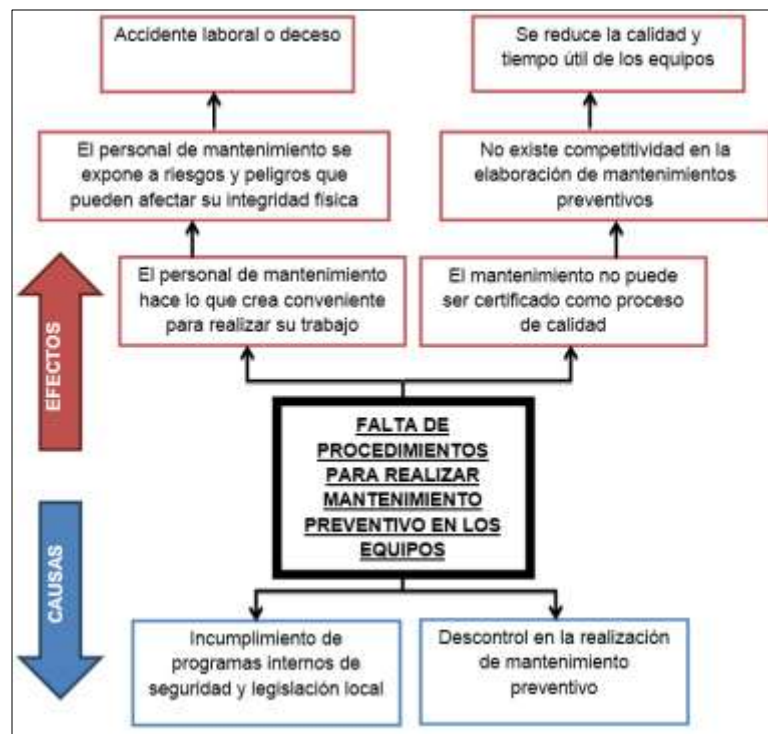 Accidente laboral o deceso
Se reduce la calidad y
tiempo útil de los equipos
El personal de mantenimiento se
expone a riesgos y peligros que
pueden afectar su integridad física
No existe competitividad en la
elaboración de mantenimientos
preventivos
El personal de mantenimiento
hace lo que crea conveniente
para realizar su trabajo
El mantenimiento no puede
ser certificado como proceso
de calidad
EFECTOS
FALTA DE
PROCEDIMIENTOS
PARA REALIZAR
MANTENIMIENTO
PREVENTIVO EN LOS
EQUIPOS
CAUSAS
Incumplimiento de
programas internos de
seguridad y legislación local
Descontrol en la realización
de mantenimiento
preventivo